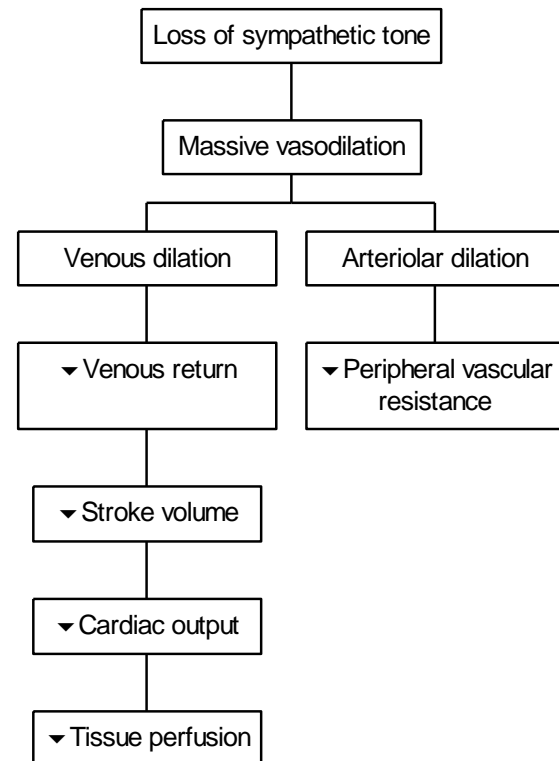 Loss of sympathetic tone
Massive vasodilation
Venous dilation
Arteriolar dilation
▼Venous return
▼Peripheral vascular
resistance
▼Stroke volume
▼Cardiac output
▼Tissue perfusion